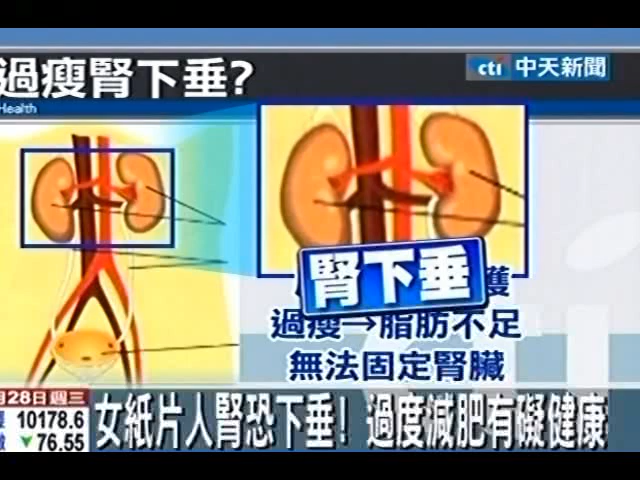 過瘦腎下垂?
cti 中天新聞
Health
腎下垂
過瘦→脂肪不足
無法固定腎臟
月28日週三
10178.6
▼76.55
女紙片人腎恐下垂! 過度減肥有礙健康